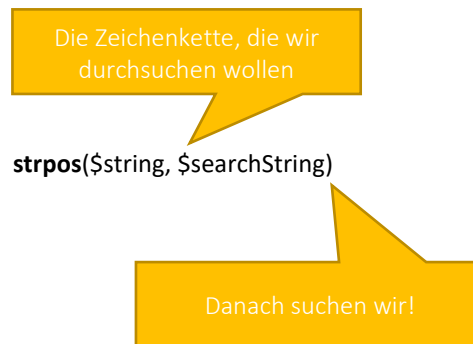 Die Zeichenkette, die wir
durchsuchen wollen
strpos($string, $searchString)
Danach suchen wir!